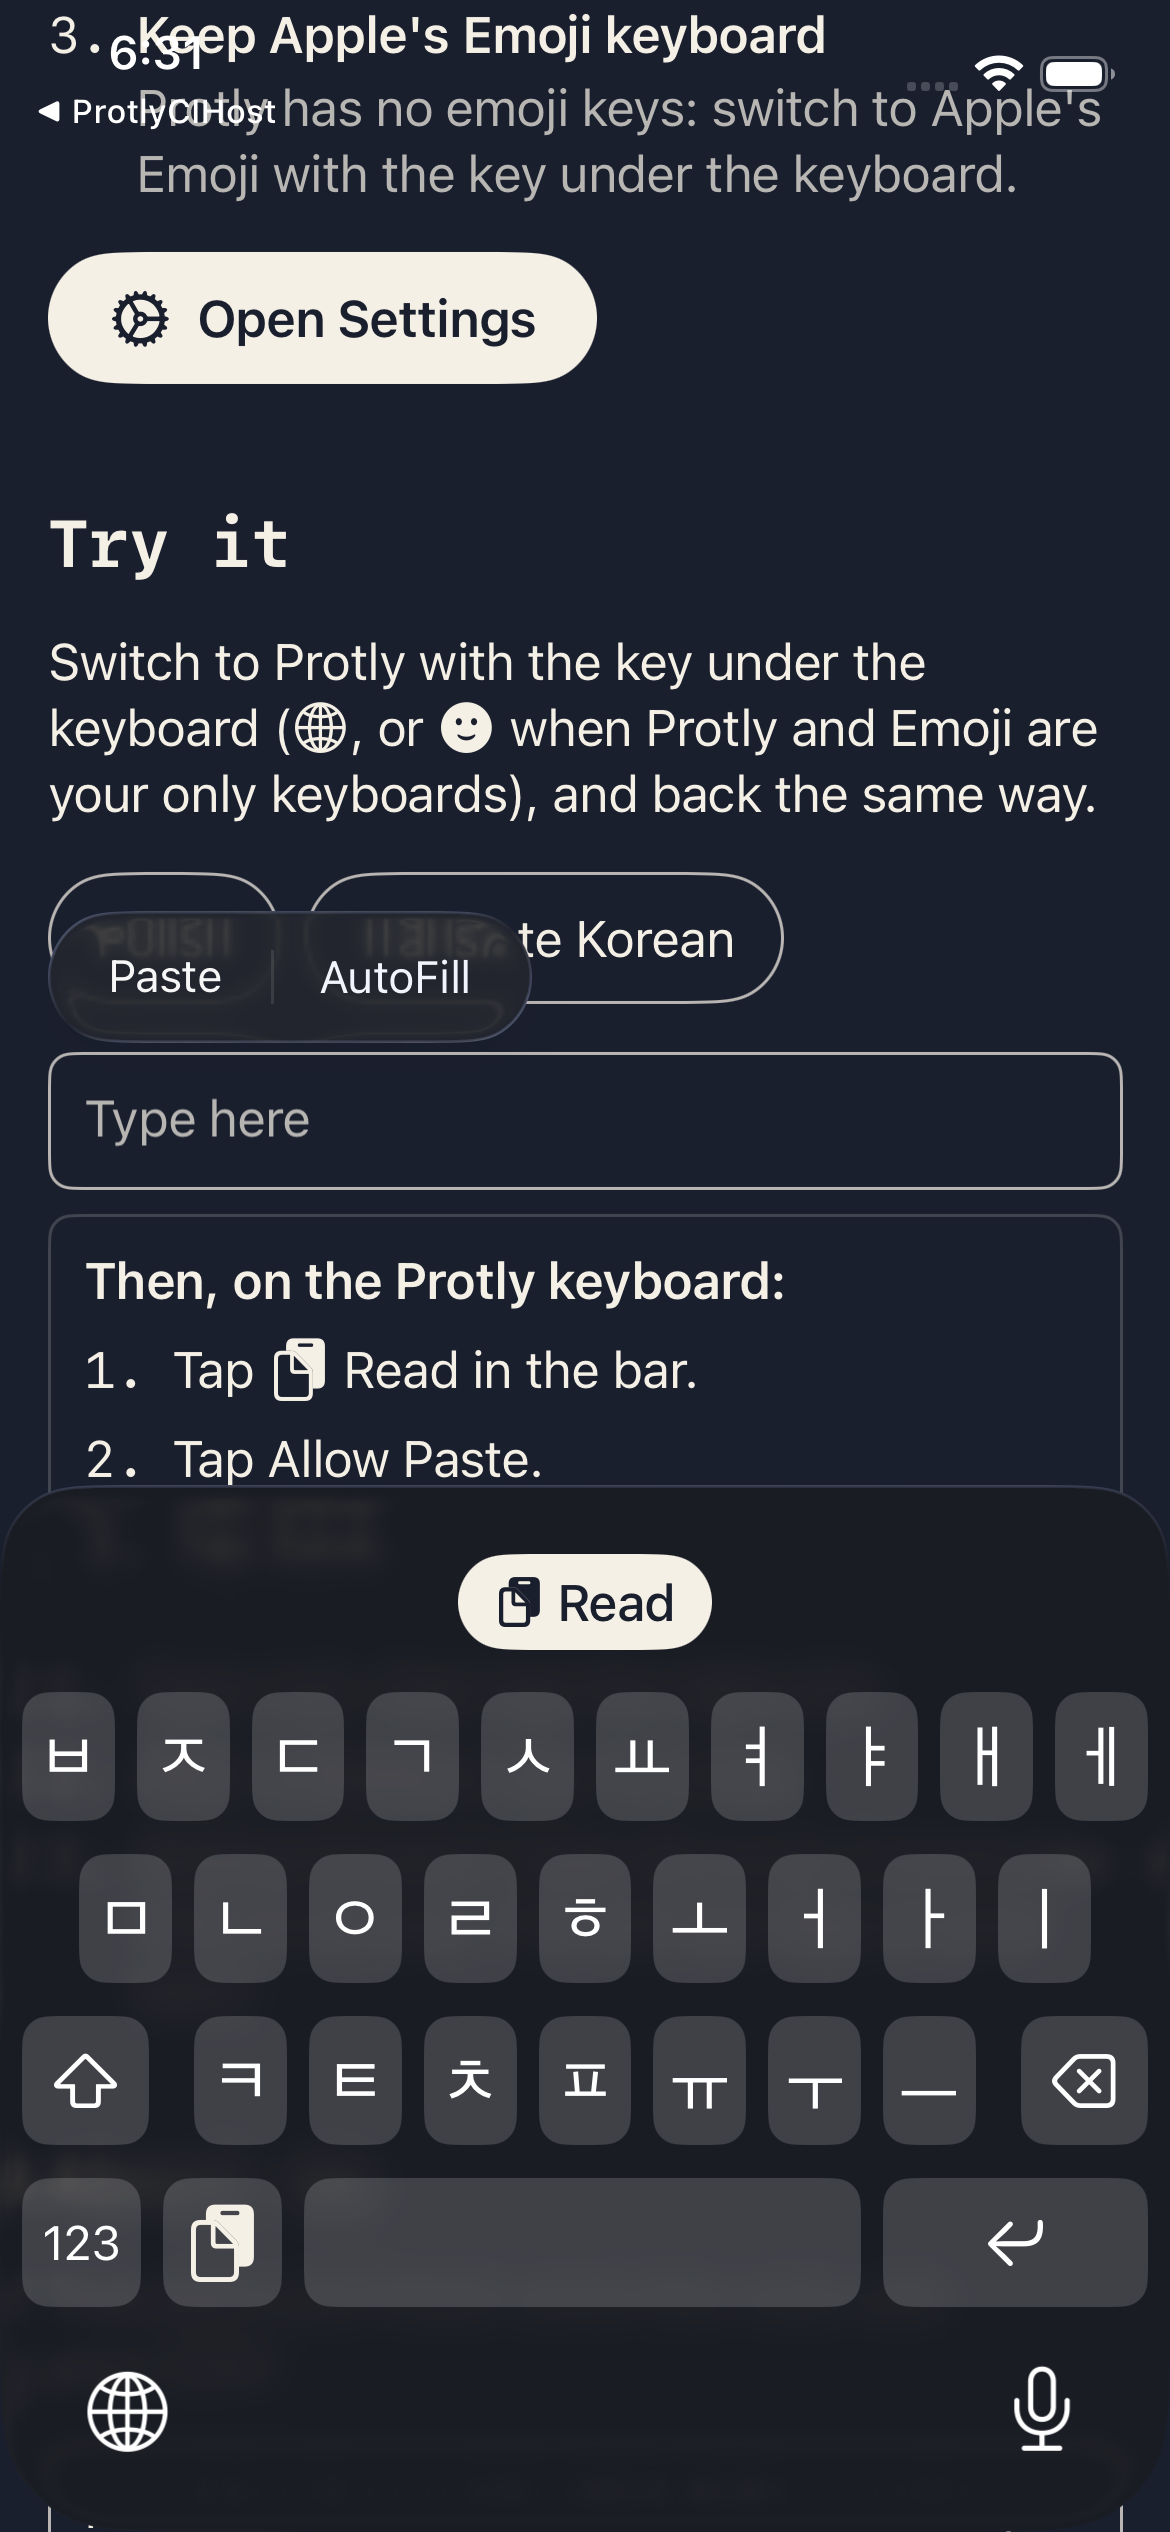 3. Keep Apple's Emoji keyboard
6:31
ProtlyCIHost
Protly has no emoji keys: switch to Apple's
Emoji with the key under the keyboard.
Open Settings
Try it
Switch to Protly with the key under the
keyboard (, or when Protly and Emoji are
your only keyboards), and back the same way.
te Korean
Paste AutoFill
Type here
Then, on the Protly keyboard:
1. Tap Read in the bar.
2. Tap Allow Paste.
Read
ㅂ ㅈ ㄷ ㄱ ㅅ ㅛ ㅕ ㅑ ㅐ ㅔ
ㅁ ㄴ ㅇ ㄹ ㅎ ㅗ ㅓ ㅏ ㅣ
ㅋ ㅌ ㅊ ㅍ ㅠ ㅜ ㅡ
123